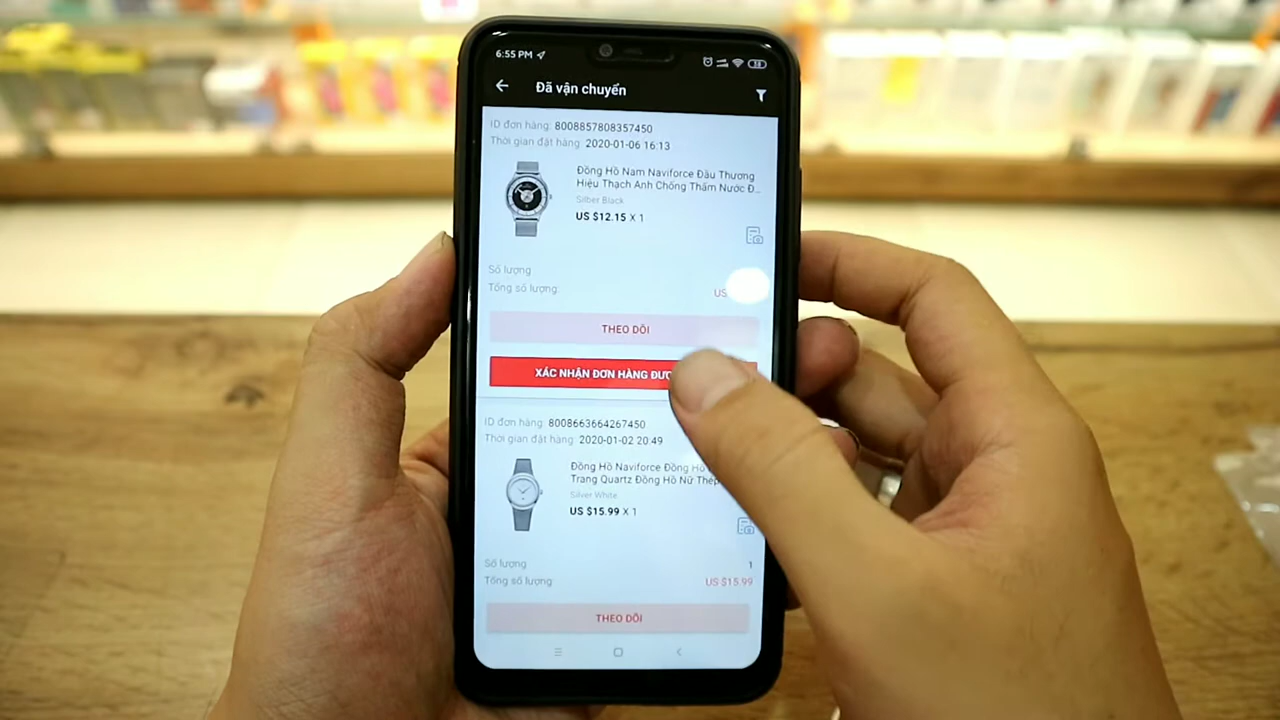 6:55 PM
Đã vận chuyển
ID đơn hàng: 8008857808357450
Thời gian đặt hàng: 2020-01-06 16:13
Đồng Hồ Nam Naviforce Đầu Thương
Hiệu Thạch Anh Chống Thấm Nước Đ...
Silber Black
US $12.15 X 1
Số lượng
Tổng số lượng:
US
THEO DÕI
XÁC NHẬN ĐƠN HÀNG
ID đơn hàng: 8008663664267450
Thời gian đặt hàng: 2020-01-02 20:49
Đồng Hồ Naviforce Đồng Hồ
Trang Quartz Đồng Hồ Nữ Thép
Silver White
US $15.99 X 1
Số lượng 1
Tổng số lượng: US $15.99
THEO DÕI